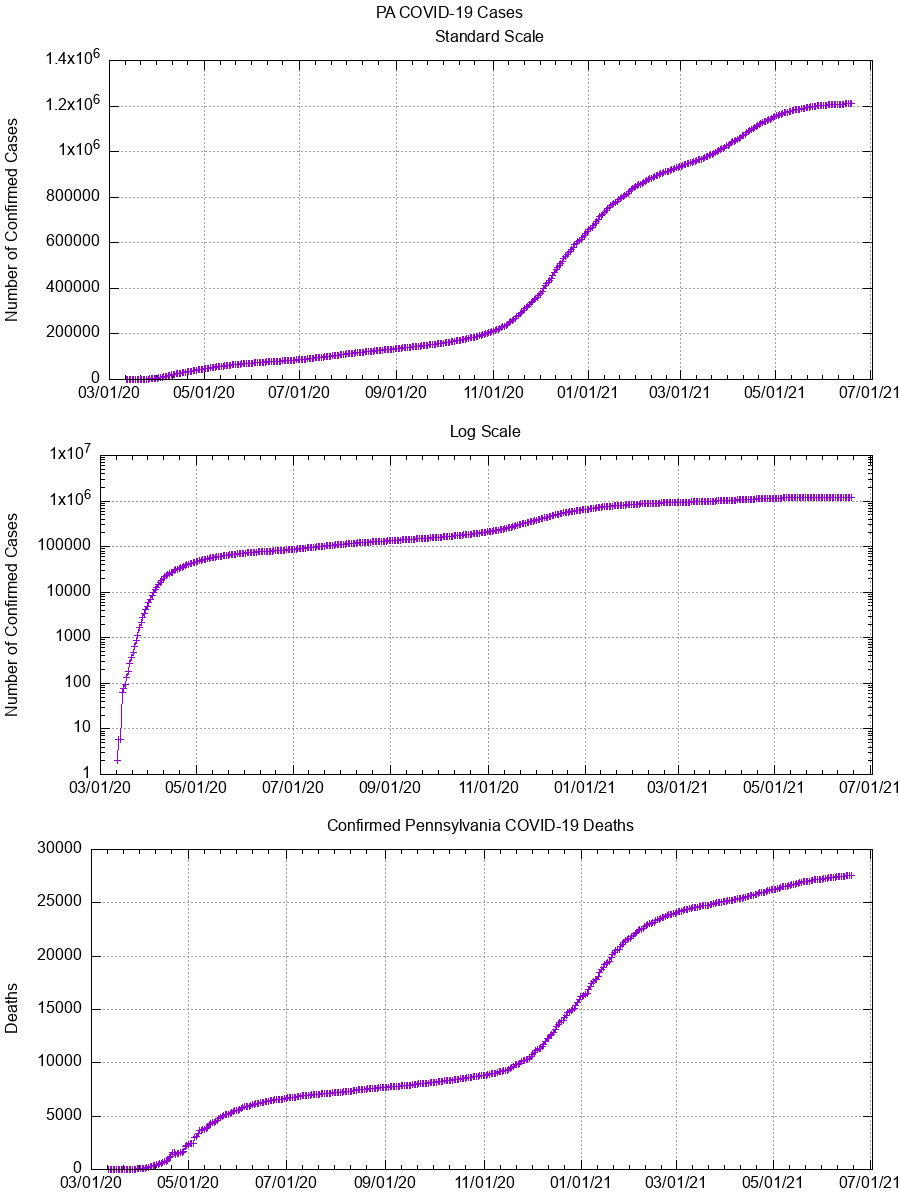 PA COVID-19 Cases
Standard Scale
Number of Confirmed Cases
1.4x10^6
1.2x10^6
1x10^6
800000
600000
400000
200000
0
03/01/20 05/01/20 07/01/20 09/01/20 11/01/20 01/01/21 03/01/21 05/01/21 07/01/21
Log Scale
Number of Confirmed Cases
1x10^7
1x10^6
100000
10000
1000
100
10
1
03/01/20 05/01/20 07/01/20 09/01/20 11/01/20 01/01/21 03/01/21 05/01/21 07/01/21
Confirmed Pennsylvania COVID-19 Deaths
Deaths
30000
25000
20000
15000
10000
5000
0
03/01/20 05/01/20 07/01/20 09/01/20 11/01/20 01/01/21 03/01/21 05/01/21 07/01/21